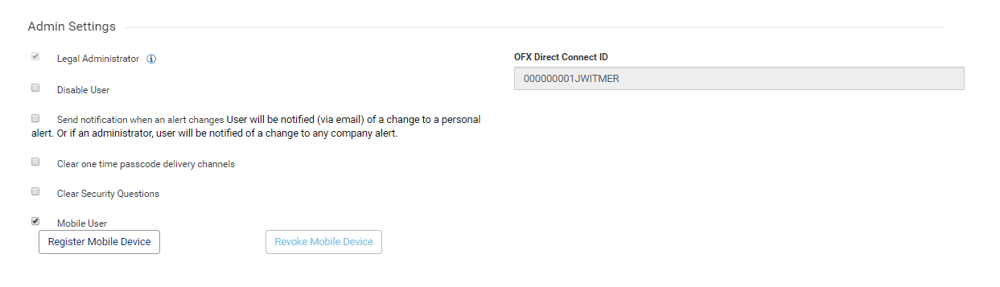 Admin Settings
Legal Administrator
OFX Direct Connect ID
000000001JWITMER
Disable User
Send notification when an alert changes User will be notified (via email) of a change to a personal
alert. Or if an administrator, user will be notified of a change to any company alert.
Clear one time passcode delivery channels
Clear Security Questions
Mobile User
Register Mobile Device
Revoke Mobile Device